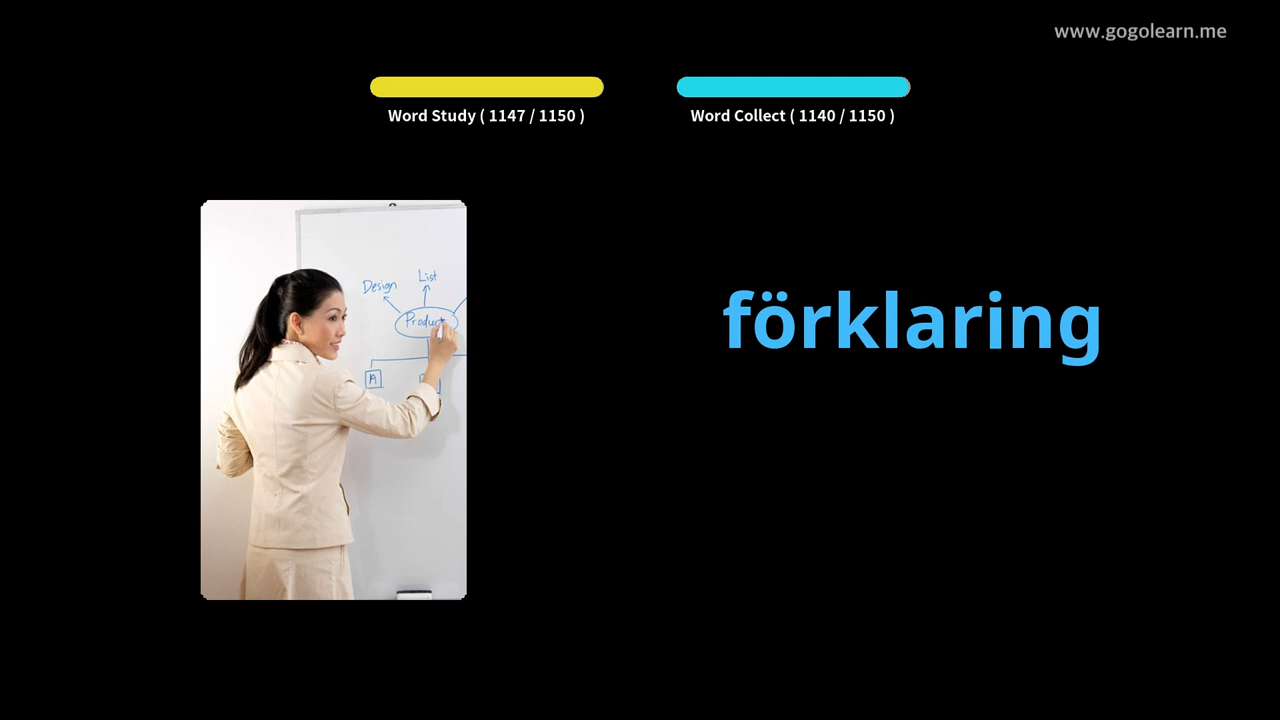 www.gogolearn.me
Word Study ( 1147 / 1150 )
Word Collect ( 1140 / 1150 )
förklaring
List
Design
Product
A